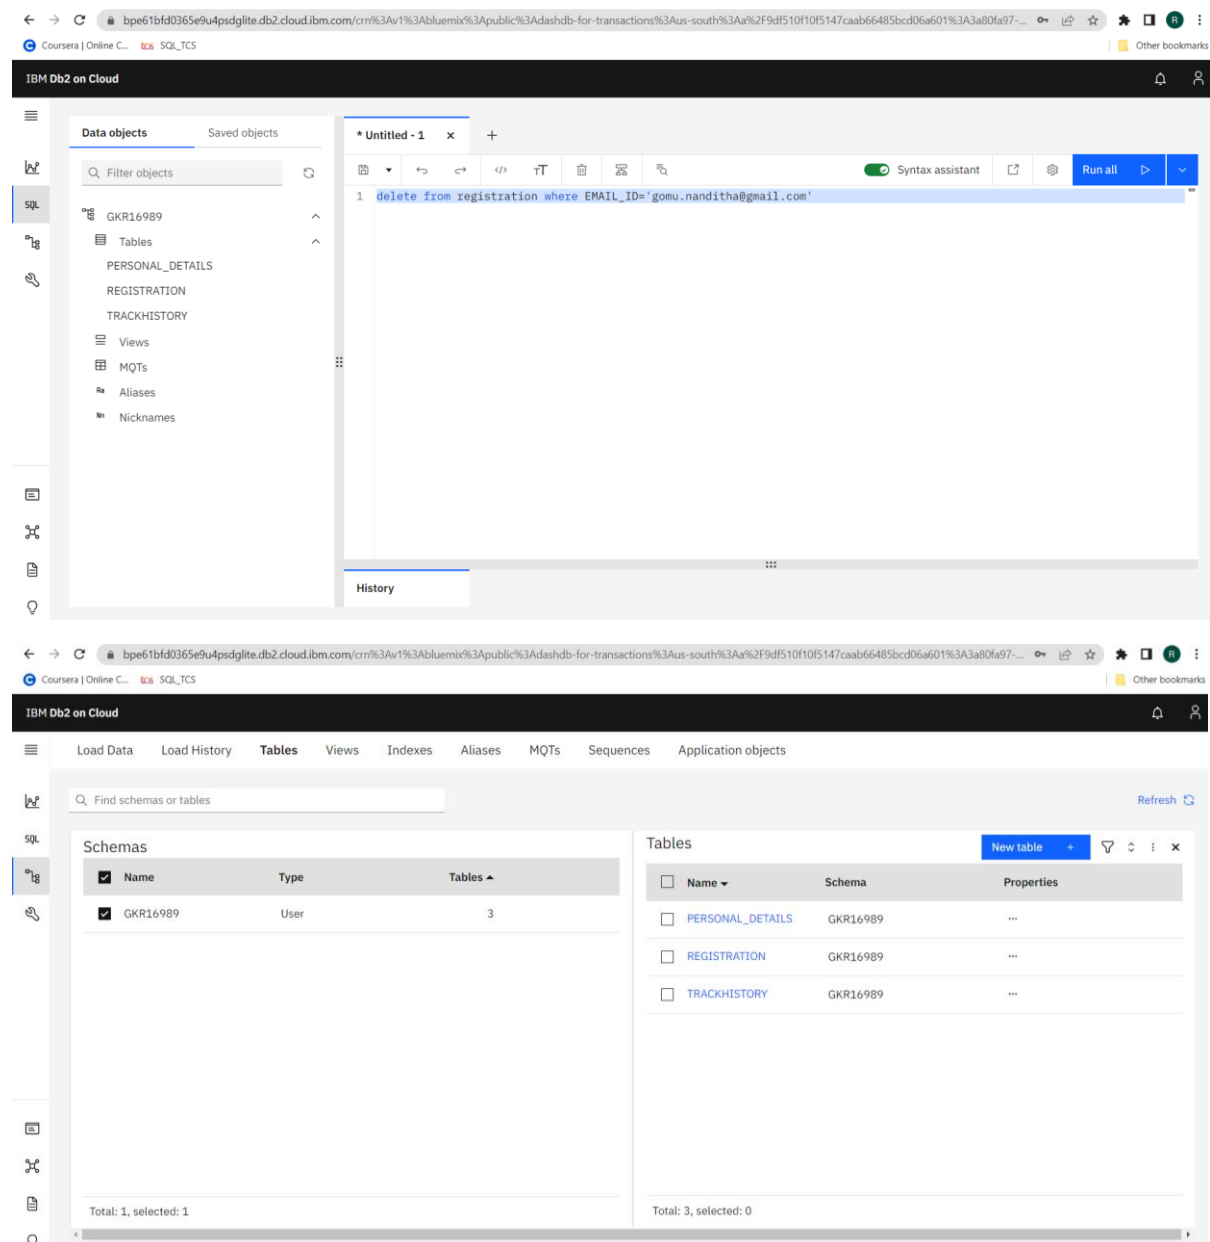 bpe61bfd0365e9u4psdglite.db2.cloud.ibm.com/crn%3Av1%3Abluemix%3Apublic%3Adashdb-for-transactions%3Aus-south%3Aa%2F9df510f10f5147caab66485bcd06a601%3A3a80fa97-...
Coursera | Online C... tcs SQL_TCS Other bookmarks
IBM Db2 on Cloud
Data objects Saved objects * Untitled - 1 × +
Filter objects Syntax assistant Run all
SQL
1 delete from registration where EMAIL_ID='gomu.nanditha@gmail.com'
GKR16989
Tables
PERSONAL_DETAILS
REGISTRATION
TRACKHISTORY
Views
MQTs
Aliases
Nicknames
History
bpe61bfd0365e9u4psdglite.db2.cloud.ibm.com/crn%3Av1%3Abluemix%3Apublic%3Adashdb-for-transactions%3Aus-south%3Aa%2F9df510f10f5147caab66485bcd06a601%3A3a80fa97-...
Coursera | Online C... tcs SQL_TCS Other bookmarks
IBM Db2 on Cloud
Load Data Load History Tables Views Indexes Aliases MQTs Sequences Application objects
Find schemas or tables Refresh
SQL
Schemas Tables New table +
Name Type Tables Name Schema Properties
GKR16989 User 3 PERSONAL_DETAILS GKR16989 ...
REGISTRATION GKR16989 ...
TRACKHISTORY GKR16989 ...
Total: 1, selected: 1 Total: 3, selected: 0